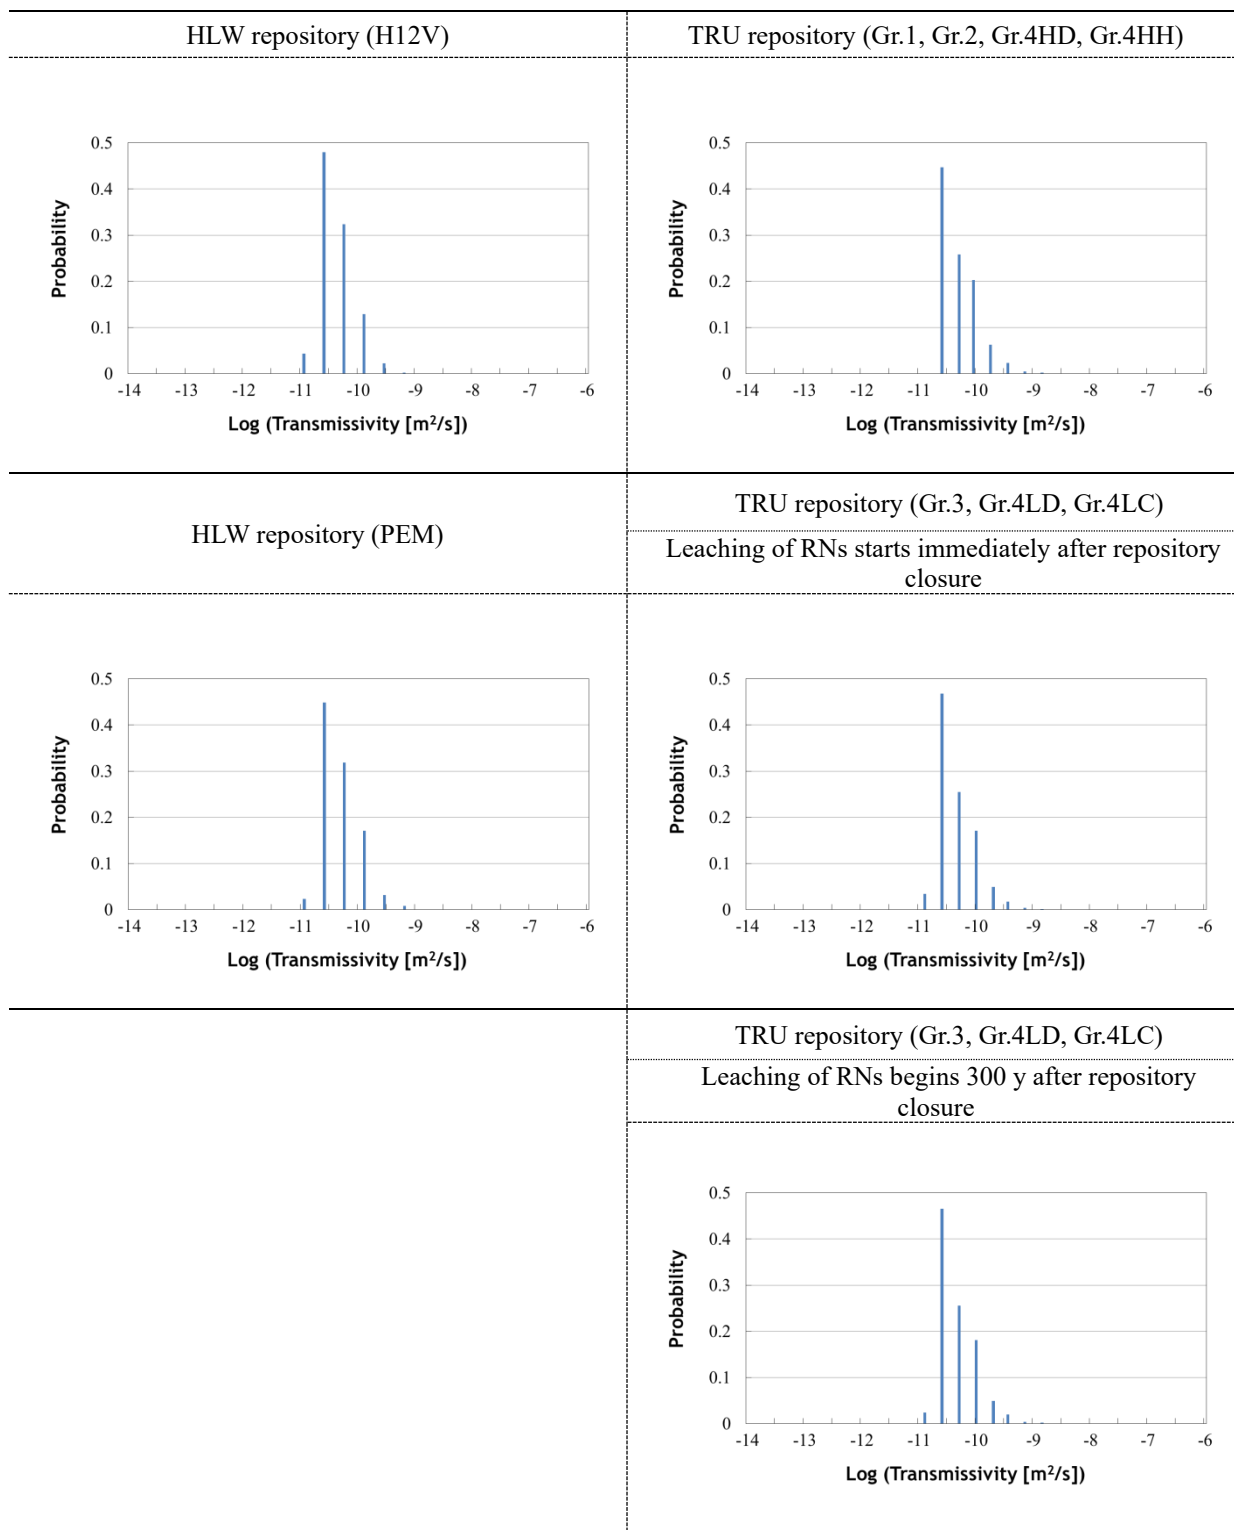 HLW repository (H12V)
TRU repository (Gr.1, Gr.2, Gr.4HD, Gr.4HH)
0.5
0.4
0.3
0.2
0.1
0
Probability
-14 -13 -12 -11 -10 -9 -8 -7 -6
Log (Transmissivity [m²/s])
0.5
0.4
0.3
0.2
0.1
0
Probability
-14 -13 -12 -11 -10 -9 -8 -7 -6
Log (Transmissivity [m²/s])
HLW repository (PEM)
TRU repository (Gr.3, Gr.4LD, Gr.4LC)
Leaching of RNs starts immediately after repository
closure
0.5
0.4
0.3
0.2
0.1
0
Probability
-14 -13 -12 -11 -10 -9 -8 -7 -6
Log (Transmissivity [m²/s])
0.5
0.4
0.3
0.2
0.1
0
Probability
-14 -13 -12 -11 -10 -9 -8 -7 -6
Log (Transmissivity [m²/s])
TRU repository (Gr.3, Gr.4LD, Gr.4LC)
Leaching of RNs begins 300 y after repository
closure
0.5
0.4
0.3
0.2
0.1
0
Probability
-14 -13 -12 -11 -10 -9 -8 -7 -6
Log (Transmissivity [m²/s])